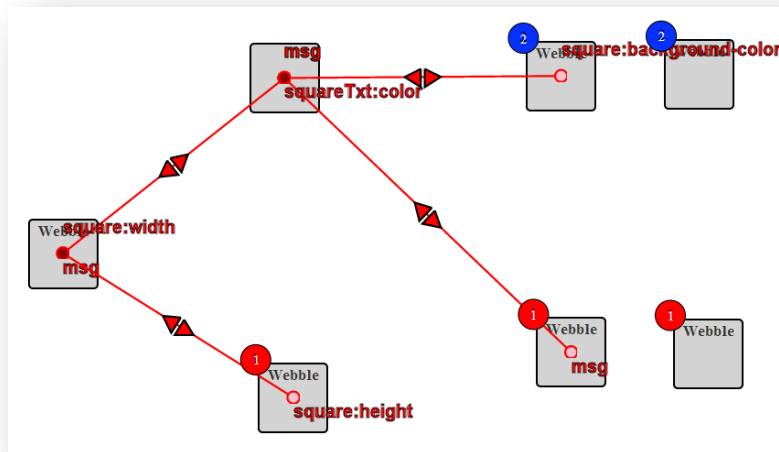 msg
squareTxt:color
2
Webble
square:background-color
2
Webble
square:width
Webble
msg
1
Webble
square:height
1
Webble
msg
1
Webble